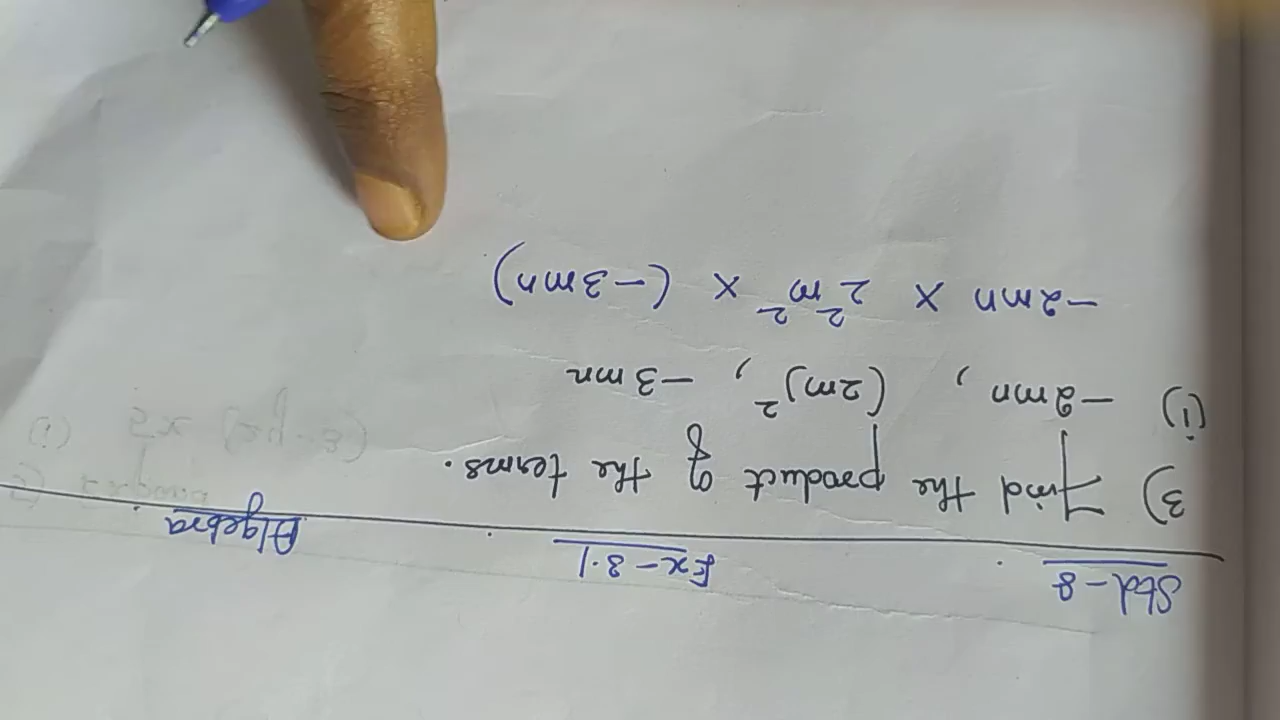 Std - 8 Ex - 3.1 Algebra
3) Find the product of the terms.
(i) -2mn , (2m)² , -3mn
-2mn × 2²m² × (-3mn)